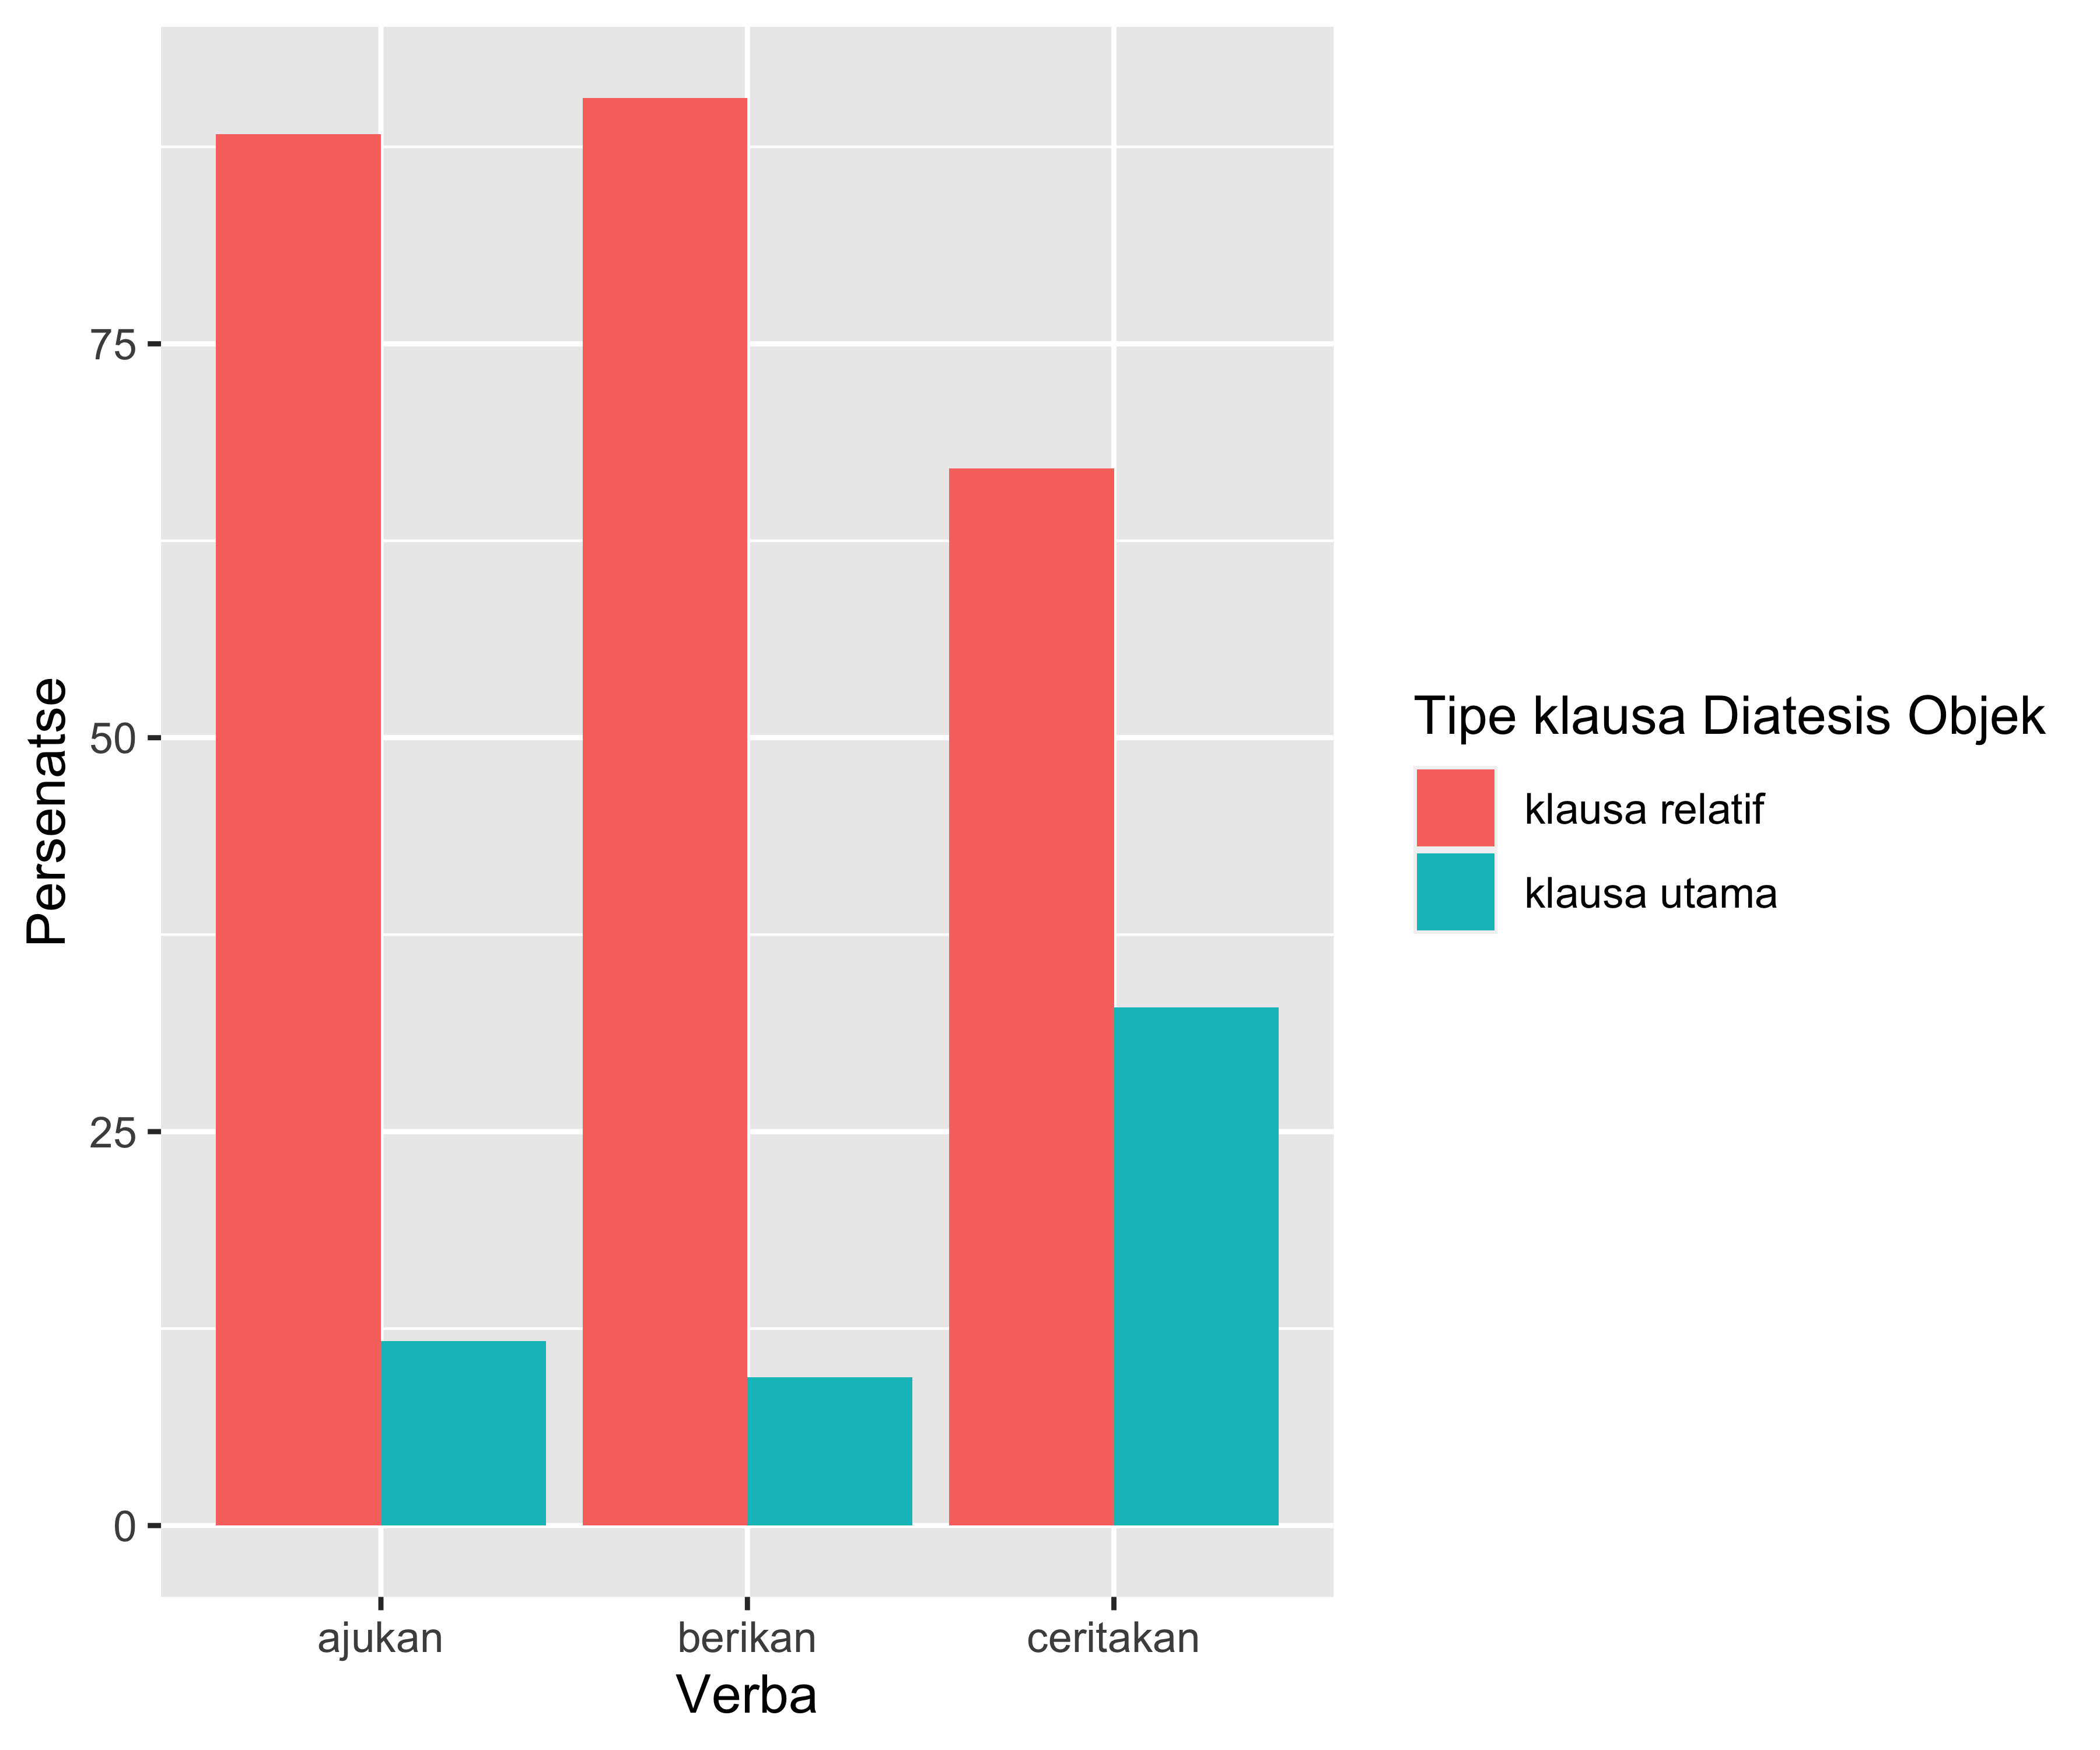 Persenatse
75
50
25
0
ajukan berikan ceritakan
Verba
Tipe klausa Diatesis Objek
klausa relatif
klausa utama